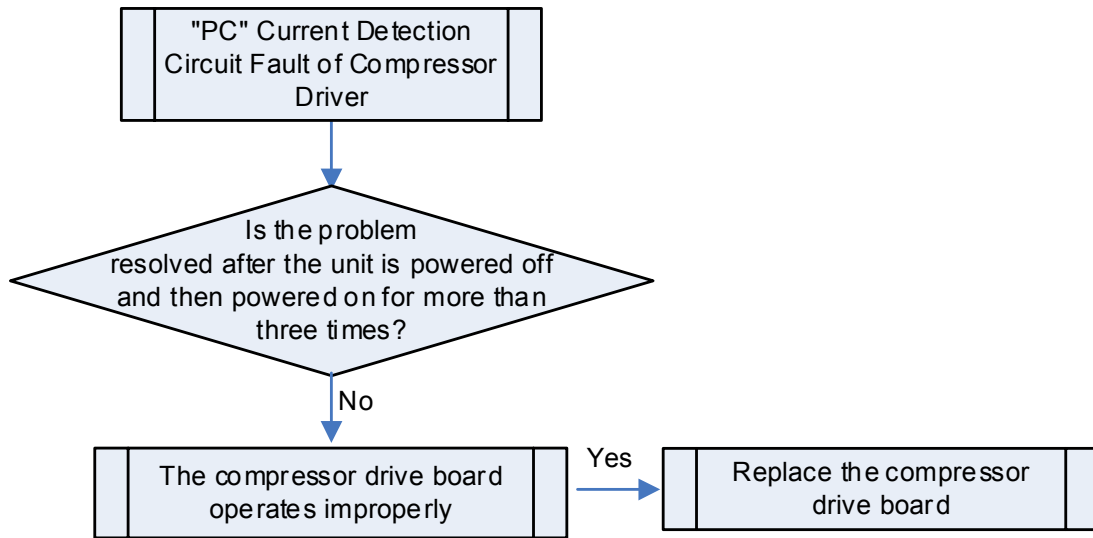 "PC" Current Detection
Circuit Fault of Compressor
Driver
Is the problem
resolved after the unit is powered off
and then powered on for more than
three times?
No
The compressor drive board
operates improperly
Yes
Replace the compressor
drive board